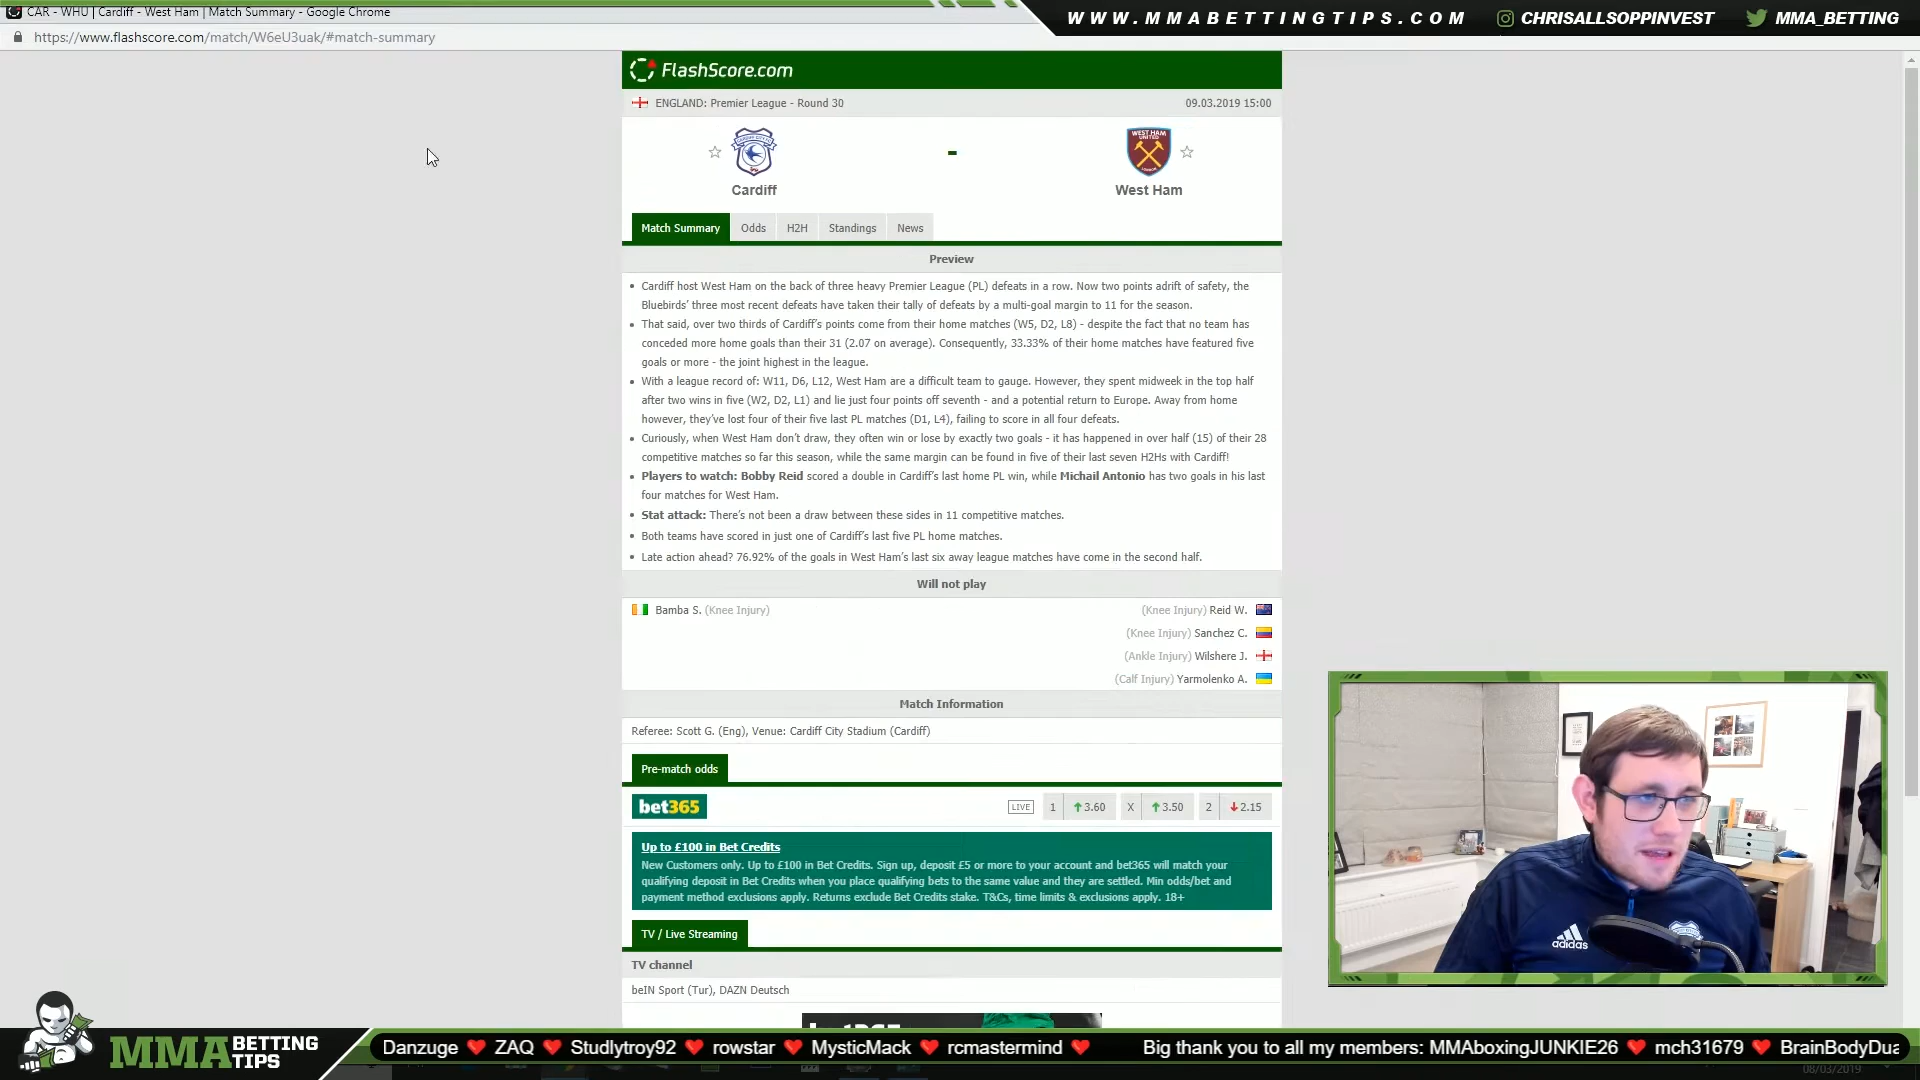 CAR - WHU | Cardiff - West Ham | Match Summary - Google Chrome
WWW.MMABETTINGTIPS.COM CHRISALLSOPPINVEST MMA_BETTING
https://www.flashscore.com/match/W6eU3uak/#match-summary
FlashScore.com
ENGLAND: Premier League - Round 30 09.03.2019 15:00
WEST HAM
UNITED
LONDON
-
Cardiff West Ham
Match Summary Odds H2H Standings News
Preview
• Cardiff host West Ham on the back of three heavy Premier League (PL) defeats in a row. Now two points adrift of safety, the
Bluebirds' three most recent defeats have taken their tally of defeats by a multi-goal margin to 11 for the season.
• That said, over two thirds of Cardiff's points come from their home matches (W5, D2, L8) - despite the fact that no team has
conceded more home goals than their 31 (2.07 on average). Consequently, 33.33% of their home matches have featured five
goals or more - the joint highest in the league.
• With a league record of: W11, D6, L12, West Ham are a difficult team to gauge. However, they spent midweek in the top half
after two wins in five (W2, D2, L1) and lie just four points off seventh - and a potential return to Europe. Away from home
however, they've lost four of their five last PL matches (D1, L4), failing to score in all four defeats.
• Curiously, when West Ham don't draw, they often win or lose by exactly two goals - it has happened in over half (15) of their 28
competitive matches so far this season, while the same margin can be found in five of their last seven H2Hs with Cardiff!
• Players to watch: Bobby Reid scored a double in Cardiff's last home PL win, while Michail Antonio has two goals in his last
four matches for West Ham.
• Stat attack: There's not been a draw between these sides in 11 competitive matches.
• Both teams have scored in just one of Cardiff's last five PL home matches.
• Late action ahead? 76.92% of the goals in West Ham's last six away league matches have come in the second half.
Will not play
Bamba S. (Knee Injury) (Knee Injury) Reid W.
(Knee Injury) Sanchez C.
(Ankle Injury) Wilshere J.
(Calf Injury) Yarmolenko A.
Match Information
Referee: Scott G. (Eng), Venue: Cardiff City Stadium (Cardiff)
Pre-match odds
bet365 LIVE 1 3.60 X 3.50 2 2.15
Up to £100 in Bet Credits
New Customers only. Up to £100 in Bet Credits. Sign up, deposit £5 or more to your account and bet365 will match your
qualifying deposit in Bet Credits when you place qualifying bets to the same value and they are settled. Min odds/bet and
payment method exclusions apply. Returns exclude Bet Credits stake. T&Cs, time limits & exclusions apply. 18+
TV / Live Streaming
TV channel
beIN Sport (Tur), DAZN Deutsch
adidas
MMA BETTING TIPS
Danzuge ❤ ZAQ ❤ Studlytroy92 ❤ rowstar ❤ MysticMack ❤ rcmastermind ❤ Big thank you to all my members: MMAboxingJUNKIE26 ❤ mch31679 ❤ BrainBodyDua
08/03/2019